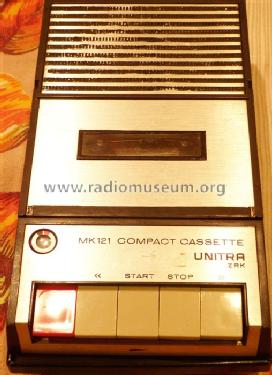 www.radiomuseum.org
MK121 COMPACT CASSETTE
UNITRA
ZRK
« START STOP »